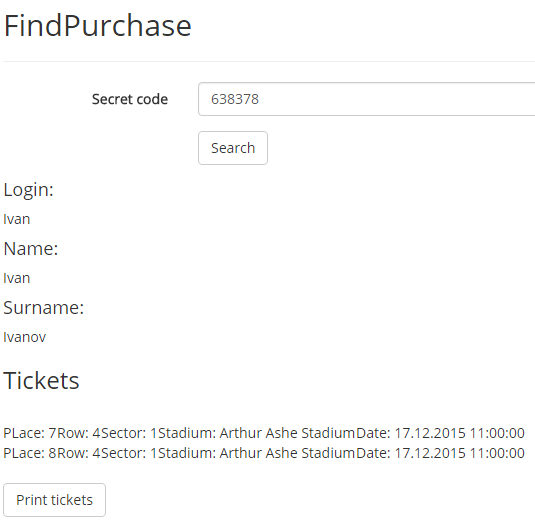 FindPurchase
Secret code
638378
Search
Login:
Ivan
Name:
Ivan
Surname:
Ivanov
Tickets
PLace: 7Row: 4Sector: 1Stadium: Arthur Ashe StadiumDate: 17.12.2015 11:00:00
PLace: 8Row: 4Sector: 1Stadium: Arthur Ashe StadiumDate: 17.12.2015 11:00:00
Print tickets